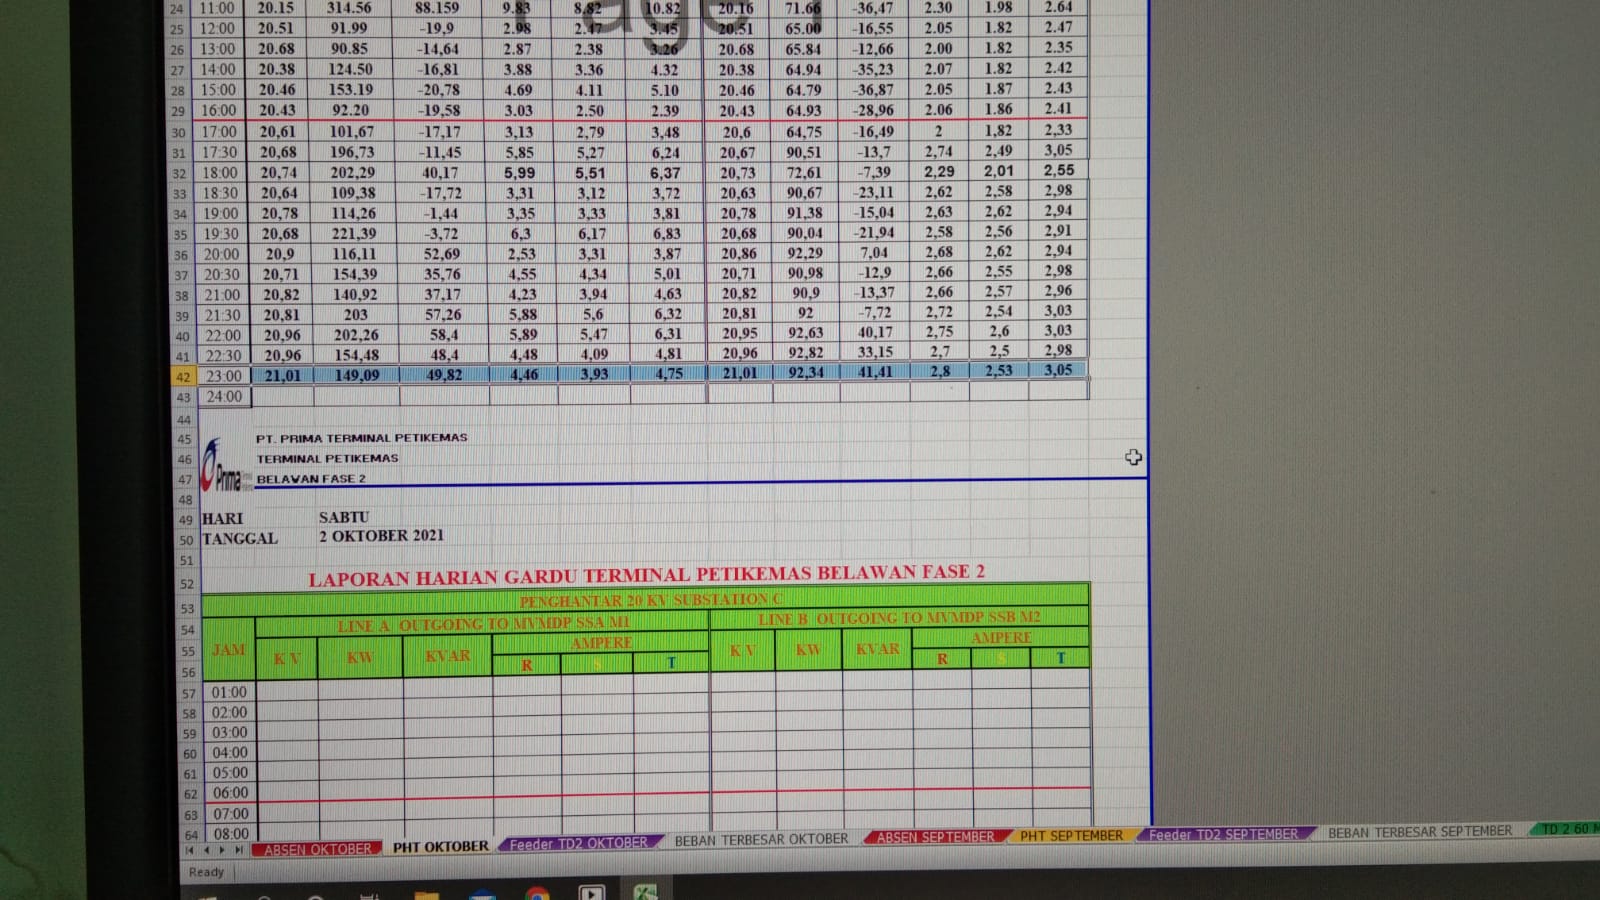 Page 1
24 11:00 20.15 314.56 88.159 9.83 8.82 10.82 20.16 71.66 -36,47 2.30 1.98 2.64
25 12:00 20.51 91.99 -19,9 2.98 2.47 3.45 20.51 65.00 -16,55 2.05 1.82 2.47
26 13:00 20.68 90.85 -14,64 2.87 2.38 3.26 20.68 65.84 -12,66 2.00 1.82 2.35
27 14:00 20.38 124.50 -16,81 3.88 3.36 4.32 20.38 64.94 -35,23 2.07 1.82 2.42
28 15:00 20.46 153.19 -20,78 4.69 4.11 5.10 20.46 64.79 -36,87 2.05 1.87 2.43
29 16:00 20.43 92.20 -19,58 3.03 2.50 2.39 20.43 64.93 -28,96 2.06 1.86 2.41
30 17:00 20,61 101,67 -17,17 3,13 2,79 3,48 20,6 64,75 -16,49 2 1,82 2,33
31 17:30 20,68 196,73 -11,45 5,85 5,27 6,24 20,67 90,51 -13,7 2,74 2,49 3,05
32 18:00 20,74 202,29 40,17 5,99 5,51 6,37 20,73 72,61 -7,39 2,29 2,01 2,55
33 18:30 20,64 109,38 -17,72 3,31 3,12 3,72 20,63 90,67 -23,11 2,62 2,58 2,98
34 19:00 20,78 114,26 -1,44 3,35 3,33 3,81 20,78 91,38 -15,04 2,63 2,62 2,94
35 19:30 20,68 221,39 -3,72 6,3 6,17 6,83 20,68 90,04 -21,94 2,58 2,56 2,91
36 20:00 20,9 116,11 52,69 2,53 3,31 3,87 20,86 92,29 7,04 2,68 2,62 2,94
37 20:30 20,71 154,39 35,76 4,55 4,34 5,01 20,71 90,98 -12,9 2,66 2,55 2,98
38 21:00 20,82 140,92 37,17 4,23 3,94 4,63 20,82 90,9 -13,37 2,66 2,57 2,96
39 21:30 20,81 203 57,26 5,88 5,6 6,32 20,81 92 -7,72 2,72 2,54 3,03
40 22:00 20,96 202,26 58,4 5,89 5,47 6,31 20,95 92,63 40,17 2,75 2,6 3,03
41 22:30 20,96 154,48 48,4 4,48 4,09 4,81 20,96 92,82 33,15 2,7 2,5 2,98
42 23:00 21,01 149,09 49,82 4,46 3,93 4,75 21,01 92,34 41,41 2,8 2,53 3,05
43 24:00
44
45 PT. PRIMA TERMINAL PETIKEMAS
46 TERMINAL PETIKEMAS
47 Prima BELAWAN FASE 2
48
49 HARI SABTU
50 TANGGAL 2 OKTOBER 2021
51
52 LAPORAN HARIAN GARDU TERMINAL PETIKEMAS BELAWAN FASE 2
53 PENGHANTAR 20 KV SUBSTATION C
54 LINE A OUTGOING TO MVMDP SSA M1 LINE B OUTGOING TO MVMDP SSB M2
55 JAM K V KW KVAR AMPERE K V KW KVAR AMPERE
56 R S T R S T
57 01:00
58 02:00
59 03:00
60 04:00
61 05:00
62 06:00
63 07:00
64 08:00
ABSEN OKTOBER PHT OKTOBER Feeder TD2 OKTOBER BEBAN TERBESAR OKTOBER ABSEN SEPTEMBER PHT SEPTEMBER Feeder TD2 SEPTEMBER BEBAN TERBESAR SEPTEMBER TD 2 60 M
Ready